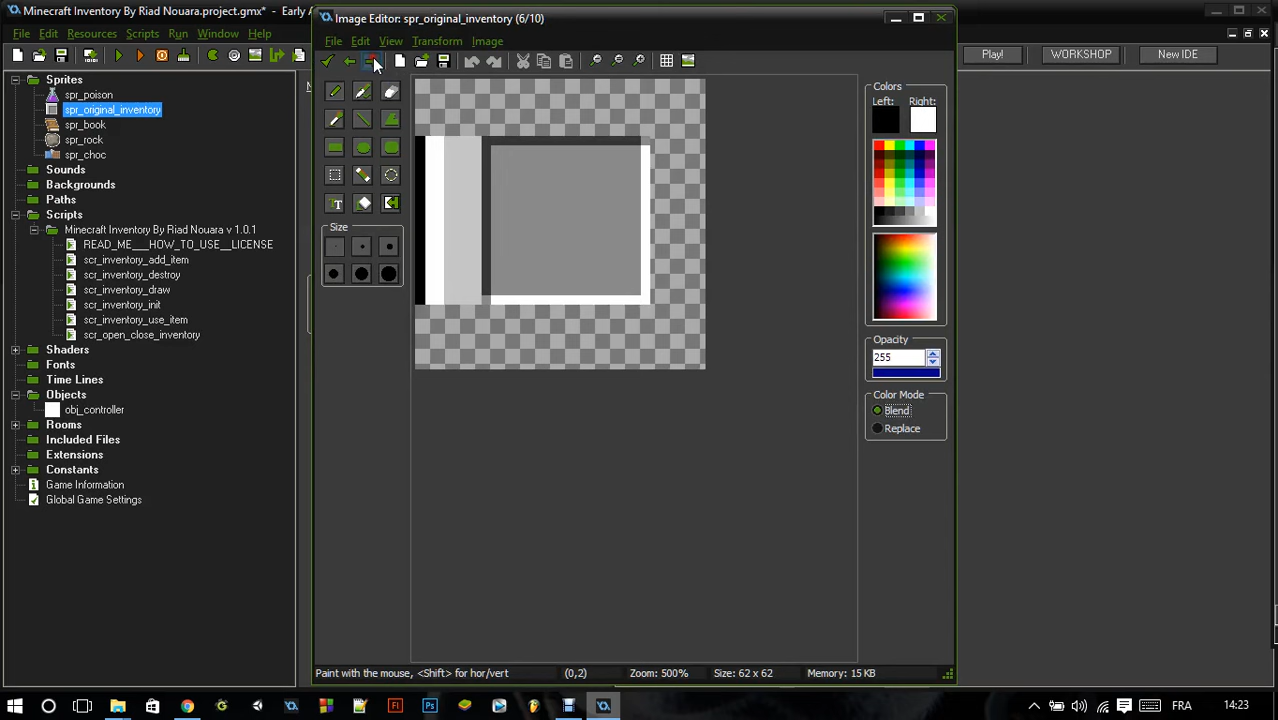 Minecraft Inventory By Riad Nouara.project.gmx* - Early A
File Edit Resources Scripts Run Window
Sprites
spr_poison
spr_original_inventory
spr_book
spr_rock
spr_choc
Sounds
Backgrounds
Paths
Scripts
Minecraft Inventory By Riad Nouara v 1.0.1
READ_ME___HOW_TO_USE__LICENSE
scr_inventory_add_item
scr_inventory_destroy
scr_inventory_draw
scr_inventory_init
scr_inventory_use_item
scr_open_close_inventory
Shaders
Fonts
Time Lines
Objects
obj_controller
Rooms
Included Files
Extensions
Constants
Game Information
Global Game Settings
Image Editor: spr_original_inventory (6/10)
File Edit View Transform Image
Size
Colors
Left: Right:
Opacity
255
Color Mode
Blend
Replace
Paint with the mouse, <Shift> for hor/vert (0,2) Zoom: 500% Size: 62 x 62 Memory: 15 KB
Play! WORKSHOP New IDE
FRA 14:23